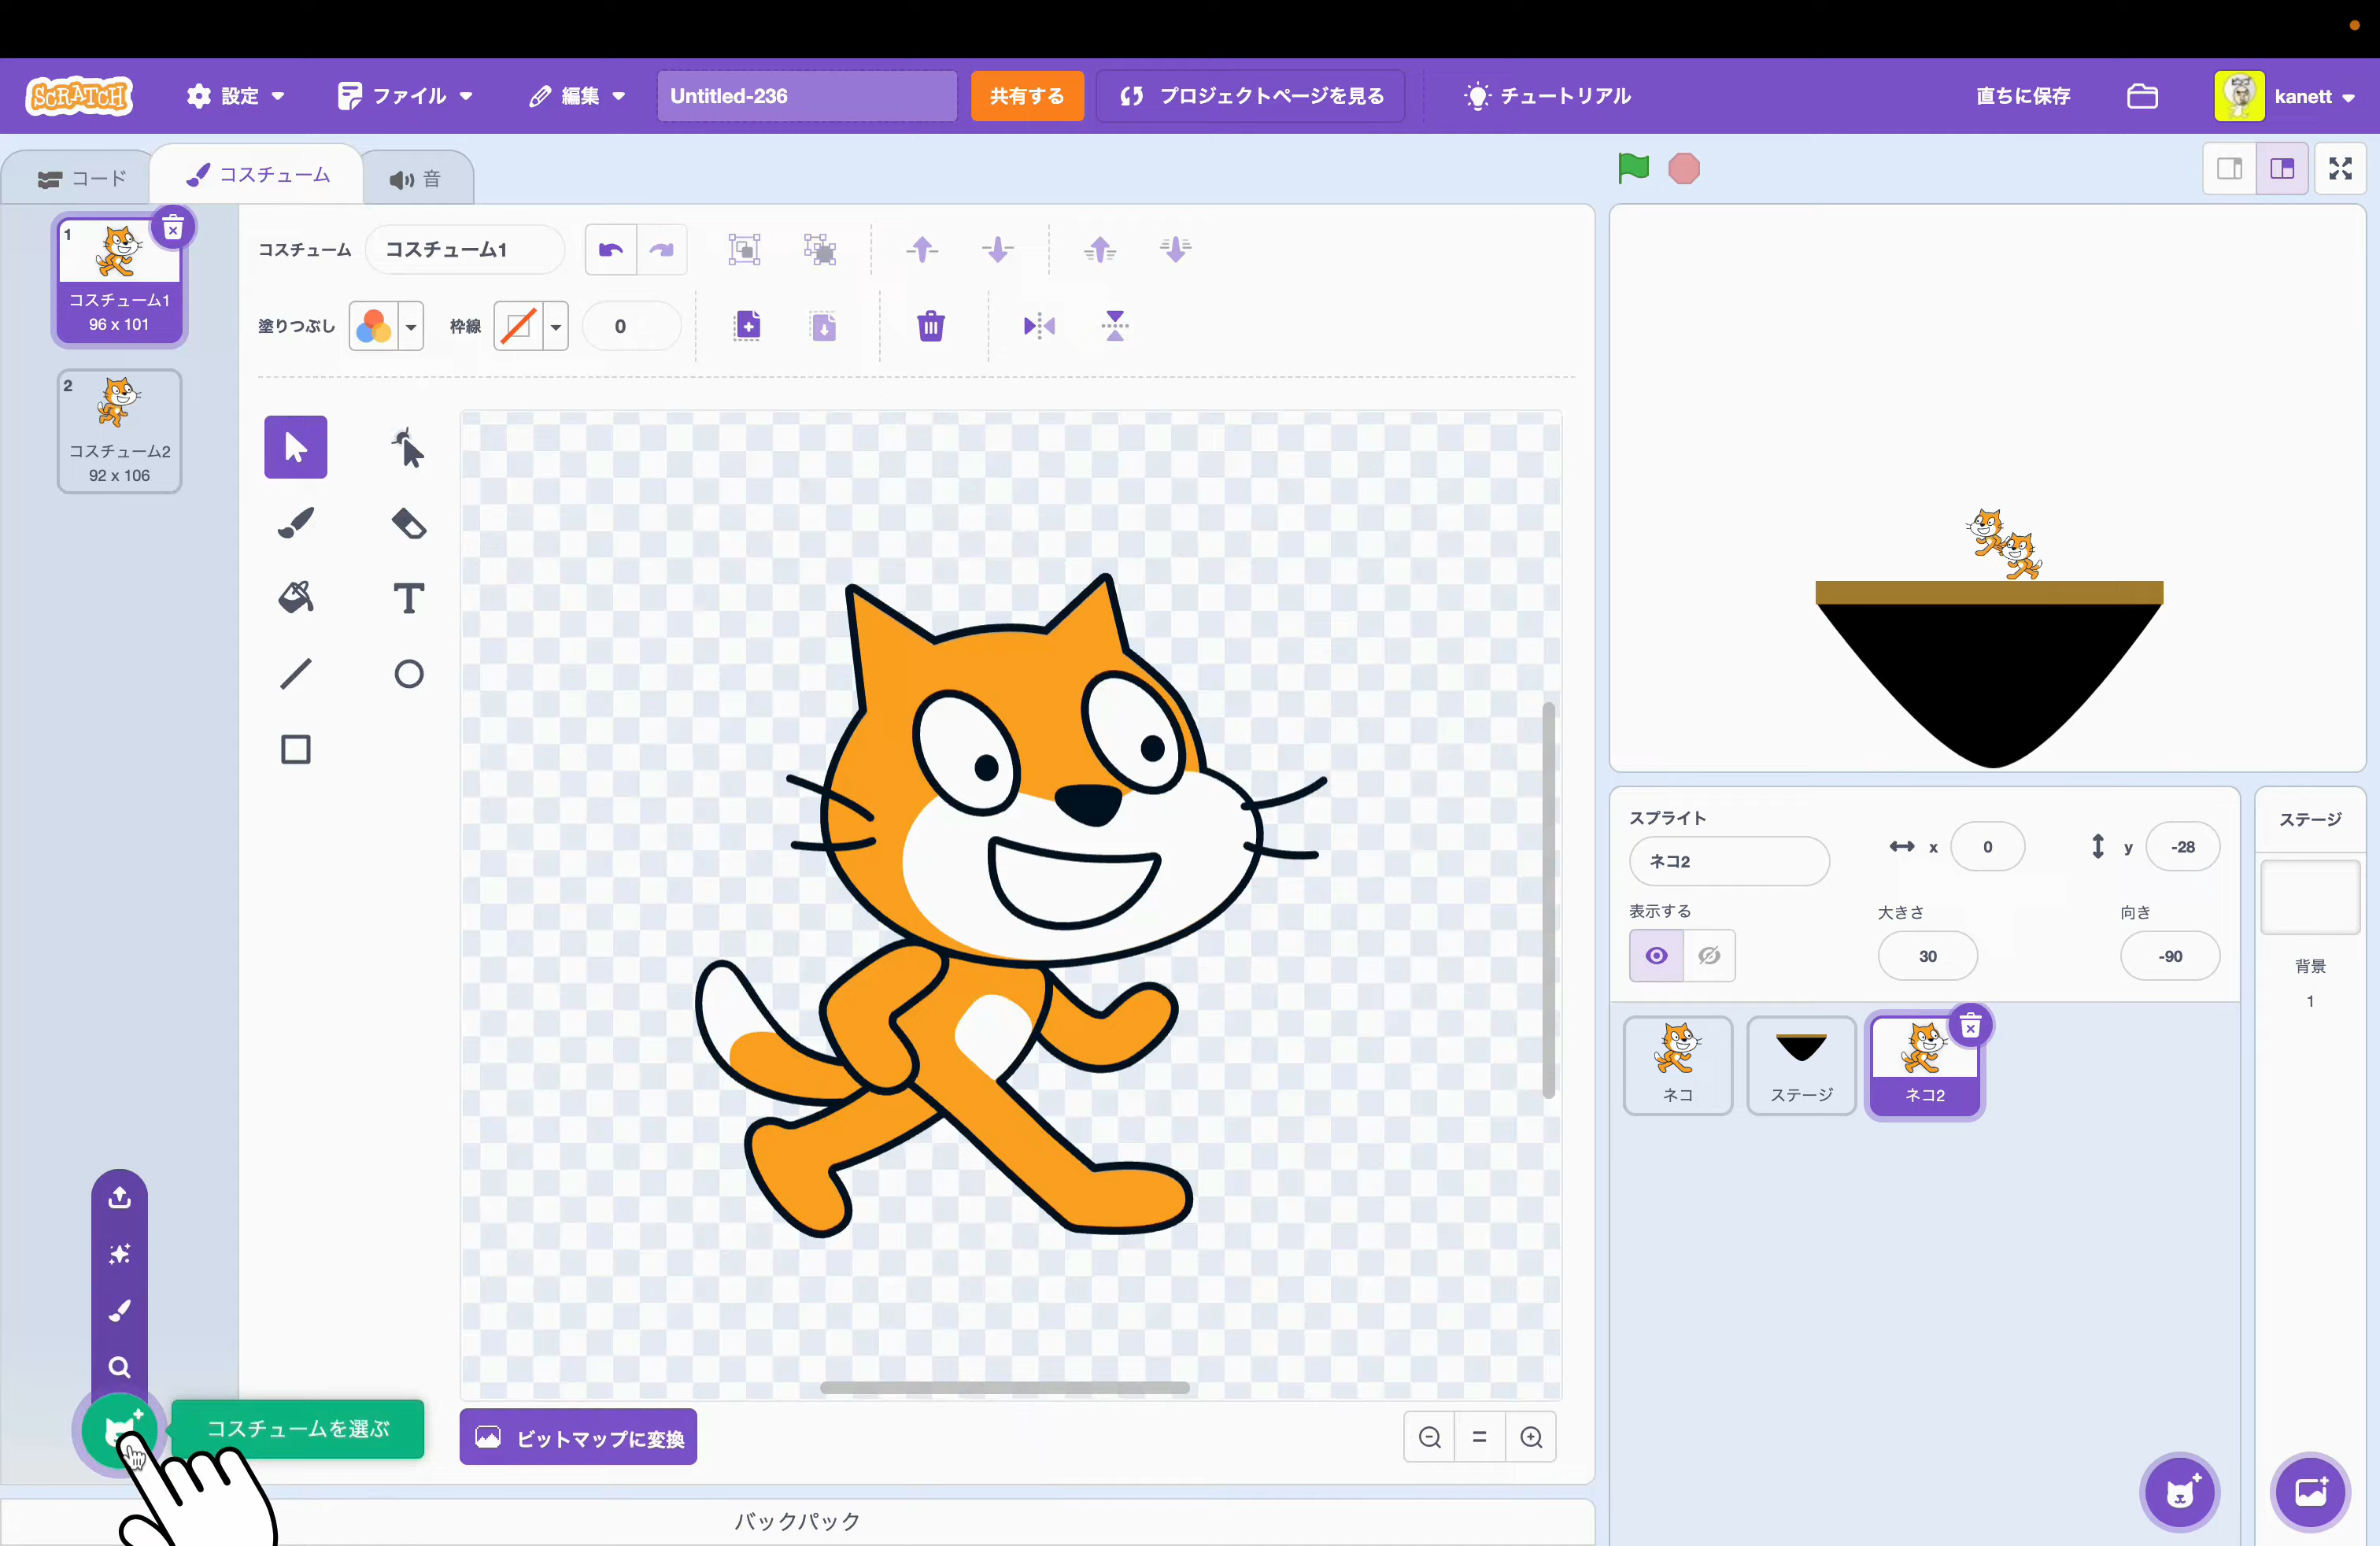 SCRATCH
設定
ファイル
編集
Untitled-236
共有する
プロジェクトページを見る
チュートリアル
直ちに保存
kanett
コード
コスチューム
音
1
コスチューム1
96 x 101
2
コスチューム2
92 x 106
コスチューム
コスチューム1
塗りつぶし
枠線
0
T
コスチュームを選ぶ
ビットマップに変換
=
バックパック
スプライト
ネコ2
x
0
y
-28
表示する
大きさ
30
向き
-90
ネコ
ステージ
ネコ2
ステージ
背景
1